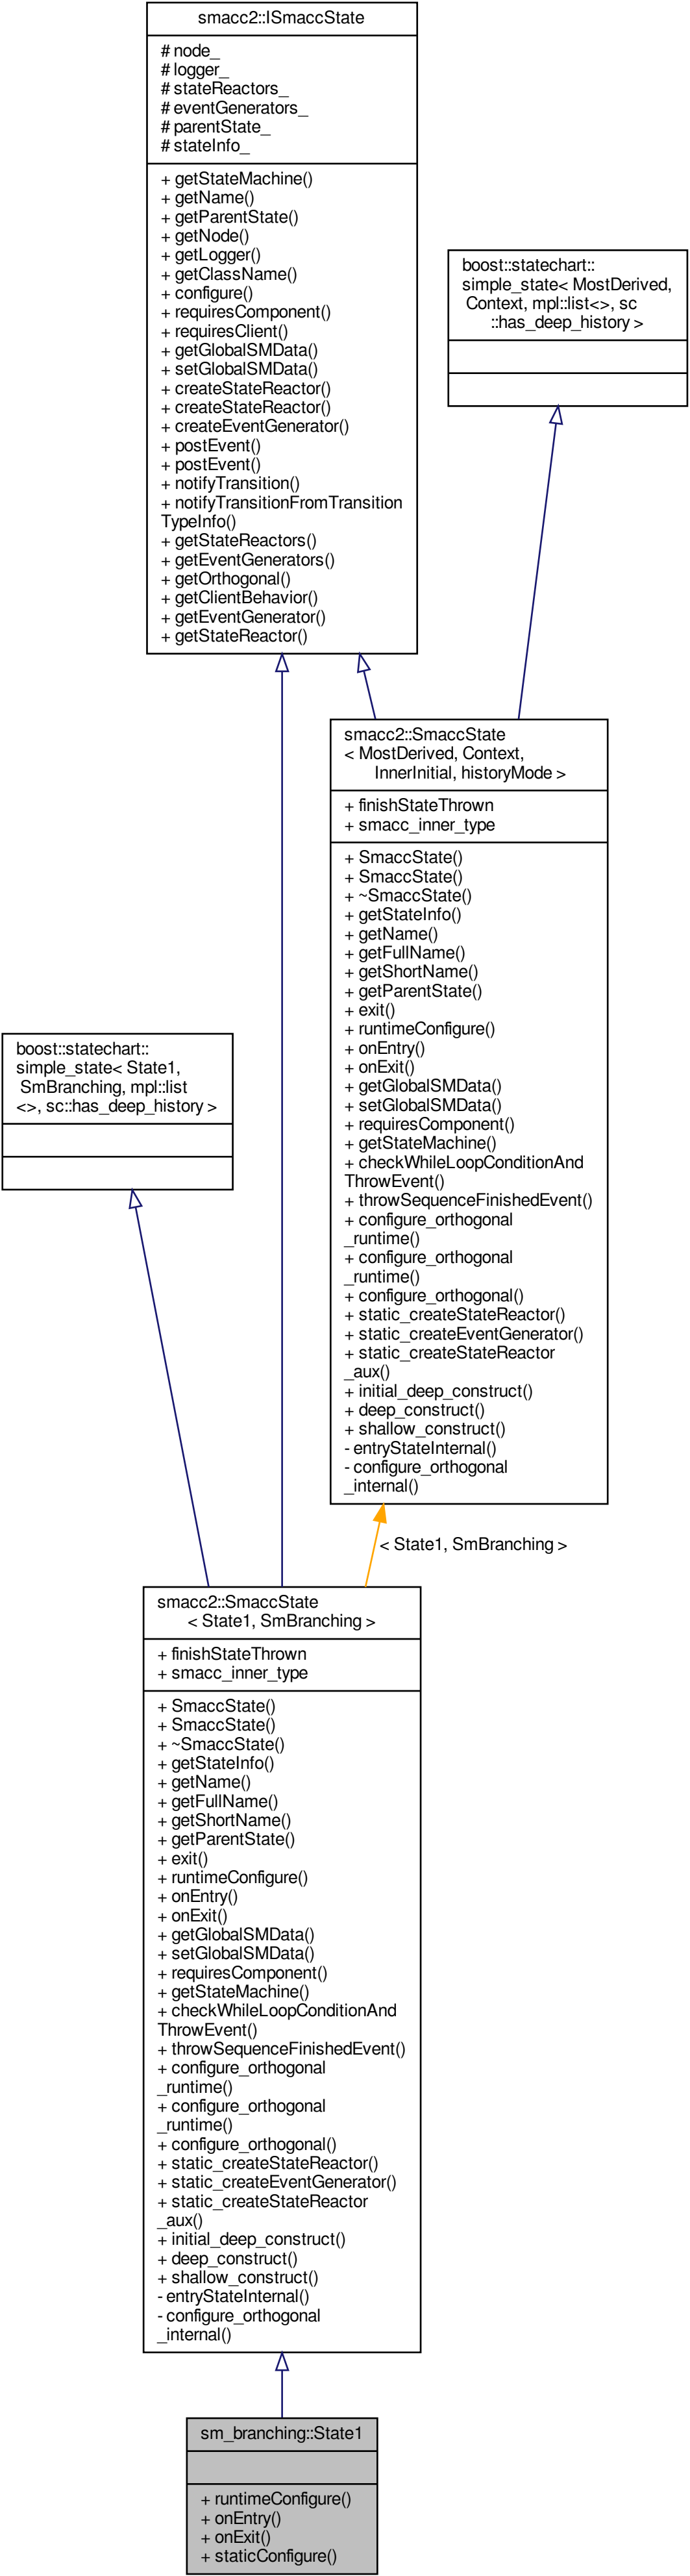 smacc2::ISmaccState
# node_
# logger_
# stateReactors_
# eventGenerators_
# parentState_
# stateInfo_
+ getStateMachine()
+ getName()
+ getParentState()
+ getNode()
+ getLogger()
+ getClassName()
+ configure()
+ requiresComponent()
+ requiresClient()
+ getGlobalSMData()
+ setGlobalSMData()
+ createStateReactor()
+ createStateReactor()
+ createEventGenerator()
+ postEvent()
+ postEvent()
+ notifyTransition()
+ notifyTransitionFromTransition
TypeInfo()
+ getStateReactors()
+ getEventGenerators()
+ getOrthogonal()
+ getClientBehavior()
+ getEventGenerator()
+ getStateReactor()
boost::statechart::
simple_state< MostDerived,
Context, mpl::list<>, sc
::has_deep_history >
smacc2::SmaccState
< MostDerived, Context,
InnerInitial, historyMode >
+ finishStateThrown
+ smacc_inner_type
+ SmaccState()
+ SmaccState()
+ ~SmaccState()
+ getStateInfo()
+ getName()
+ getFullName()
+ getShortName()
+ getParentState()
+ exit()
+ runtimeConfigure()
+ onEntry()
+ onExit()
+ getGlobalSMData()
+ setGlobalSMData()
+ requiresComponent()
+ getStateMachine()
+ checkWhileLoopConditionAnd
ThrowEvent()
+ throwSequenceFinishedEvent()
+ configure_orthogonal
_runtime()
+ configure_orthogonal
_runtime()
+ configure_orthogonal()
+ static_createStateReactor()
+ static_createEventGenerator()
+ static_createStateReactor
_aux()
+ initial_deep_construct()
+ deep_construct()
+ shallow_construct()
- entryStateInternal()
- configure_orthogonal
_internal()
boost::statechart::
simple_state< State1,
SmBranching, mpl::list
<>, sc::has_deep_history >
< State1, SmBranching >
smacc2::SmaccState
< State1, SmBranching >
+ finishStateThrown
+ smacc_inner_type
+ SmaccState()
+ SmaccState()
+ ~SmaccState()
+ getStateInfo()
+ getName()
+ getFullName()
+ getShortName()
+ getParentState()
+ exit()
+ runtimeConfigure()
+ onEntry()
+ onExit()
+ getGlobalSMData()
+ setGlobalSMData()
+ requiresComponent()
+ getStateMachine()
+ checkWhileLoopConditionAnd
ThrowEvent()
+ throwSequenceFinishedEvent()
+ configure_orthogonal
_runtime()
+ configure_orthogonal
_runtime()
+ configure_orthogonal()
+ static_createStateReactor()
+ static_createEventGenerator()
+ static_createStateReactor
_aux()
+ initial_deep_construct()
+ deep_construct()
+ shallow_construct()
- entryStateInternal()
- configure_orthogonal
_internal()
sm_branching::State1
+ runtimeConfigure()
+ onEntry()
+ onExit()
+ staticConfigure()